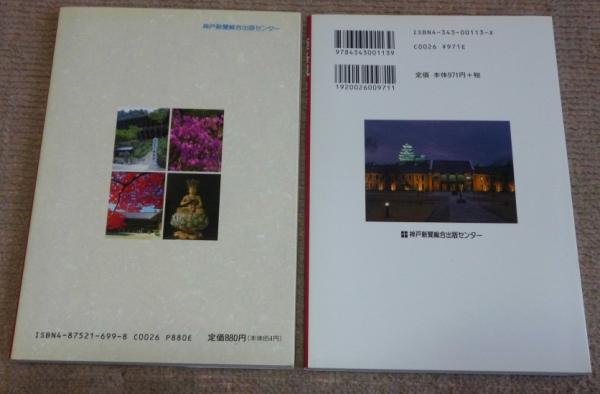 神戸新聞総合出版センター
ISBN4-87521-699-8 C0026 P880E
定価880円(本体854円)
9784343001139
1920026009711
ISBN4-343-00113-X
C0026 ¥971E
定価 本体971円+税
神戸新聞総合出版センター